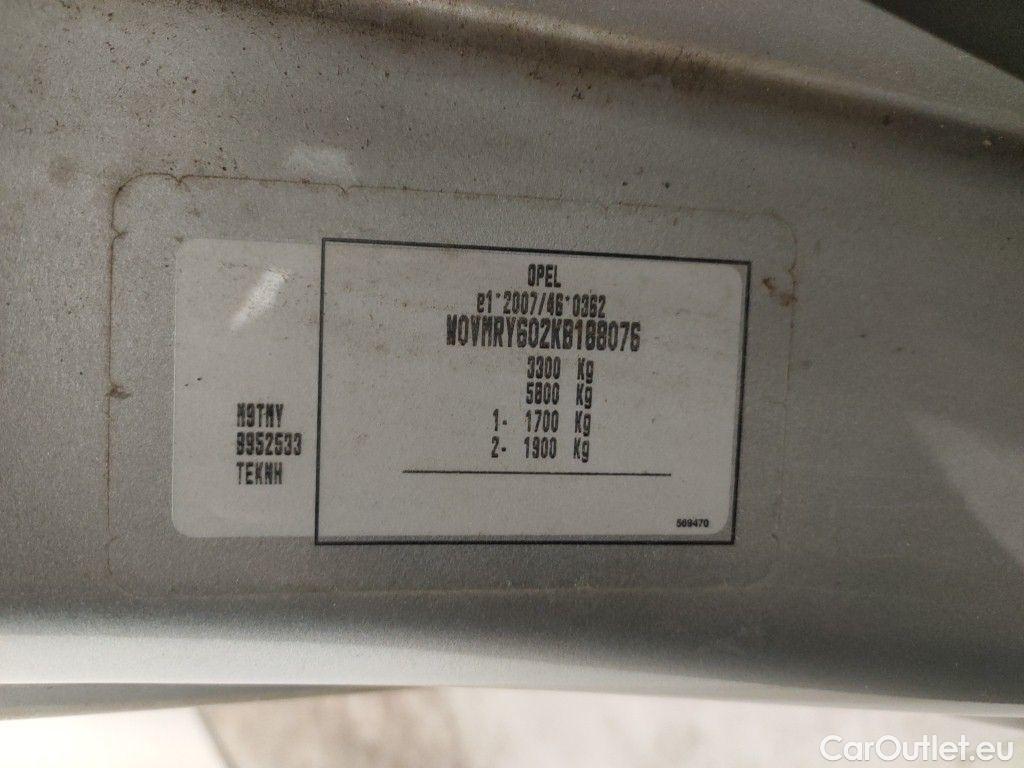 OPEL
e1*2007/46*0362
W0VMRY602KB188076
3300 Kg
5800 Kg
1- 1700 Kg
2- 1900 Kg
M9TMY
B952533
TEKNH
569470
CarOutlet.eu